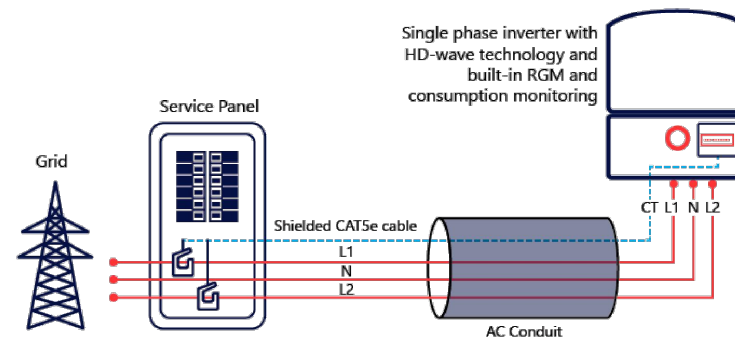 Single phase inverter with
HD-wave technology and
built-in RGM and
consumption monitoring
Service Panel
Grid
CT L1 N L2
Shielded CAT5e cable
L1
N
L2
AC Conduit